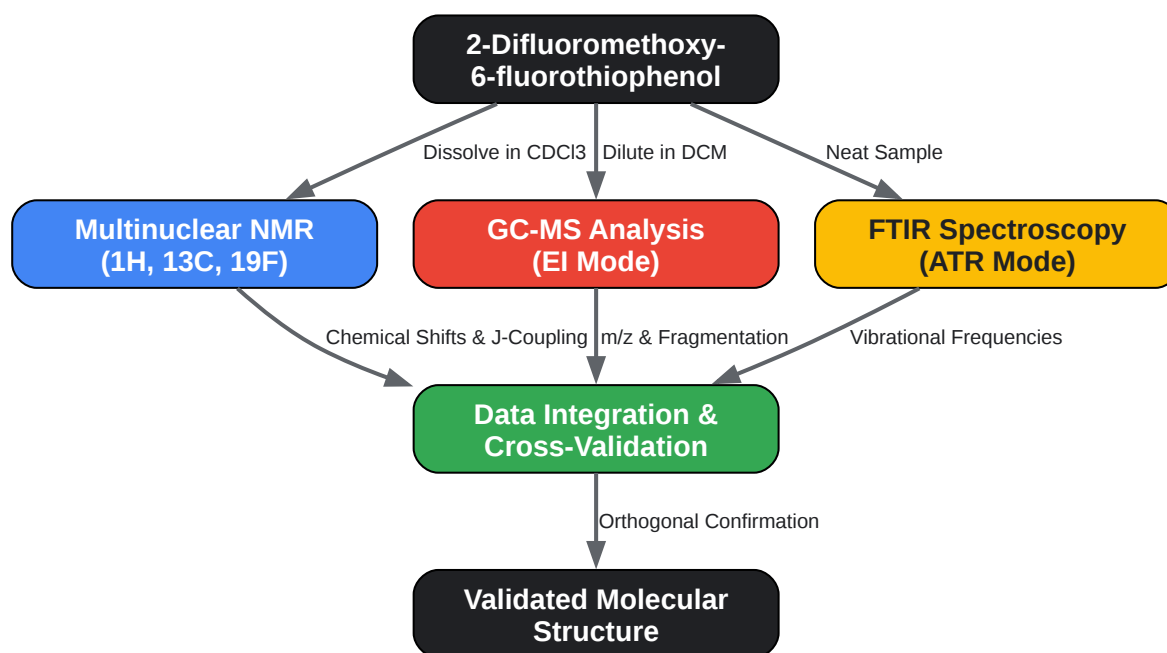 2-Difluoromethoxy-
6-fluorothiophenol
Dissolve in CDCl3
Dilute in DCM
Neat Sample
Multinuclear NMR
(1H, 13C, 19F)
GC-MS Analysis
(EI Mode)
FTIR Spectroscopy
(ATR Mode)
Chemical Shifts & J-Coupling
m/z & Fragmentation
Vibrational Frequencies
Data Integration &
Cross-Validation
Orthogonal Confirmation
Validated Molecular
Structure